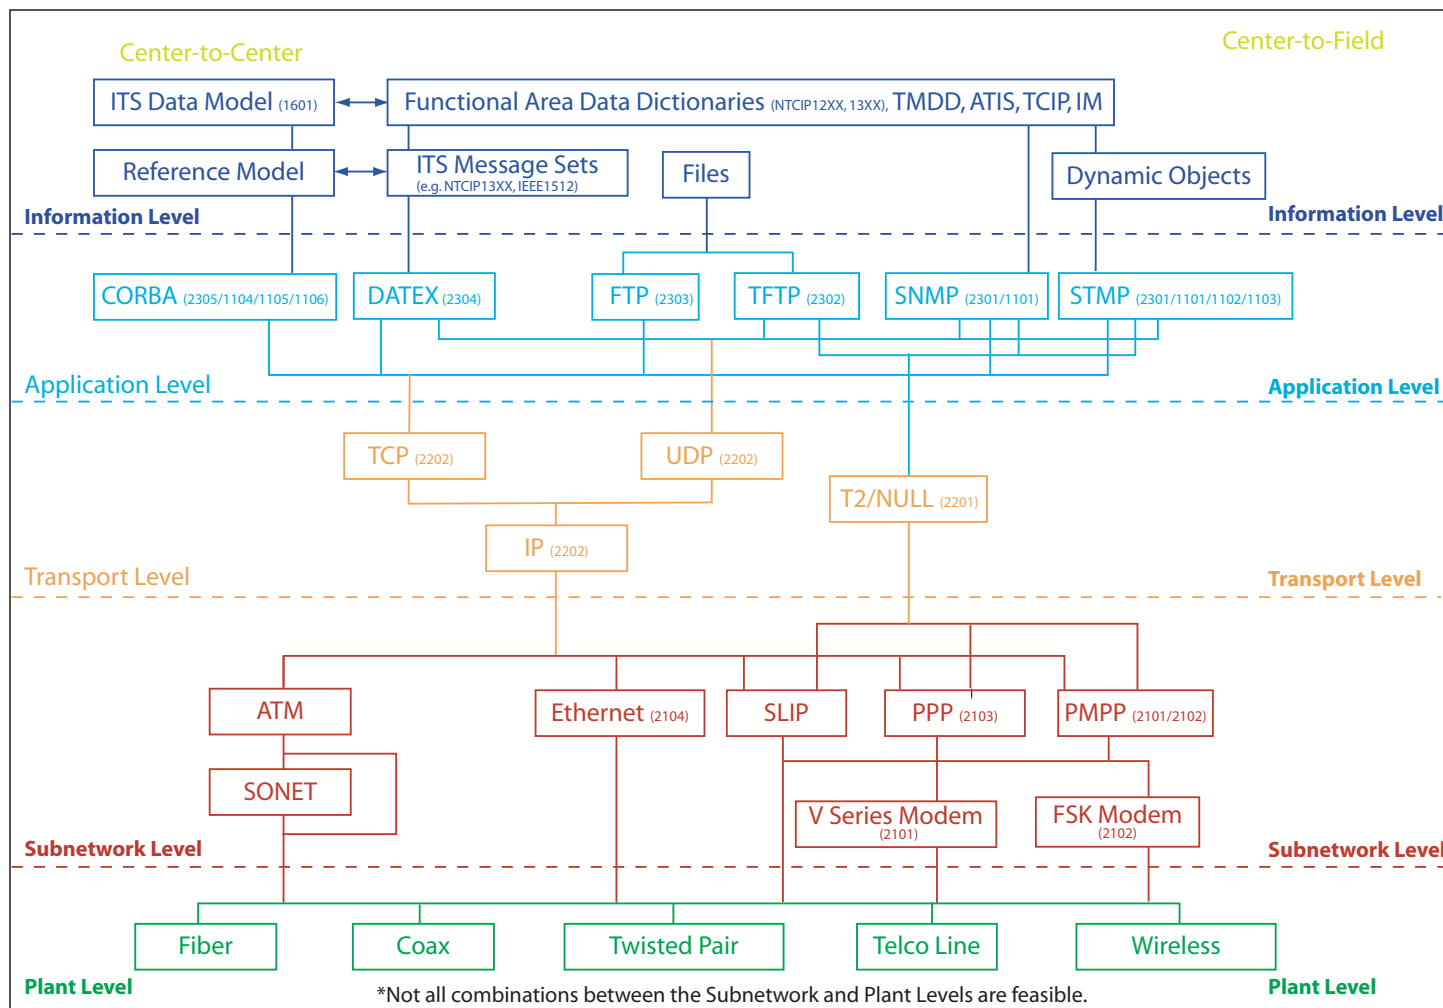 Center-to-Center
Center-to-Field
ITS Data Model (1601)
Functional Area Data Dictionaries (NTCIP12XX, 13XX), TMDD, ATIS, TCIP, IM
Reference Model
ITS Message Sets
(e.g. NTCIP13XX, IEEE1512)
Files
Dynamic Objects
Information Level
Information Level
CORBA (2305/1104/1105/1106)
DATEX (2304)
FTP (2303)
TFTP (2302)
SNMP (2301/1101)
STMP (2301/1101/1102/1103)
Application Level
Application Level
TCP (2202)
UDP (2202)
T2/NULL (2201)
IP (2202)
Transport Level
Transport Level
ATM
Ethernet (2104)
SLIP
PPP (2103)
PMPP (2101/2102)
SONET
V Series Modem
(2101)
FSK Modem
(2102)
Subnetwork Level
Subnetwork Level
Fiber
Coax
Twisted Pair
Telco Line
Wireless
Plant Level
*Not all combinations between the Subnetwork and Plant Levels are feasible.
Plant Level